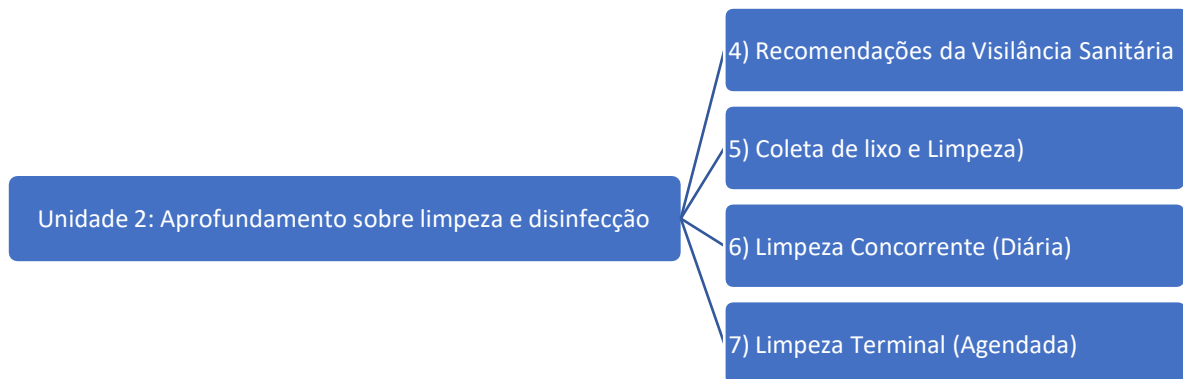 4) Recomendações da Visilância Sanitária
5) Coleta de lixo e Limpeza)
Unidade 2: Aprofundamento sobre limpeza e disinfecção
6) Limpeza Concorrente (Diária)
7) Limpeza Terminal (Agendada)